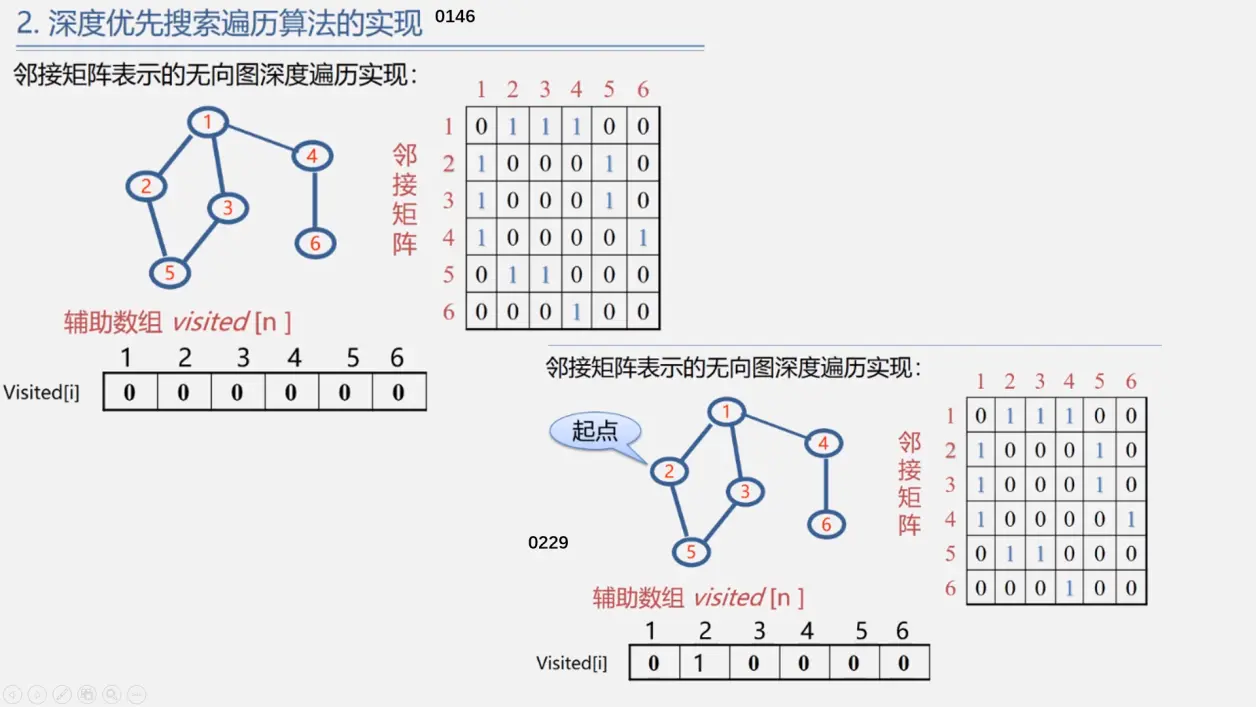 2. 深度优先搜索遍历算法的实现 0146
邻接矩阵表示的无向图深度遍历实现：
1
4
2
3
6
5
邻接矩阵
1 2 3 4 5 6
1 0 1 1 1 0 0
2 1 0 0 0 1 0
3 1 0 0 0 1 0
4 1 0 0 0 0 1
5 0 1 1 0 0 0
6 0 0 0 1 0 0
辅助数组 visited [n ]
1 2 3 4 5 6
Visited[i] 0 0 0 0 0 0
邻接矩阵表示的无向图深度遍历实现：
起点
1
4
2
3
6
5
邻接矩阵
1 2 3 4 5 6
1 0 1 1 1 0 0
2 1 0 0 0 1 0
3 1 0 0 0 1 0
4 1 0 0 0 0 1
5 0 1 1 0 0 0
6 0 0 0 1 0 0
0229
辅助数组 visited [n ]
1 2 3 4 5 6
Visited[i] 0 1 0 0 0 0